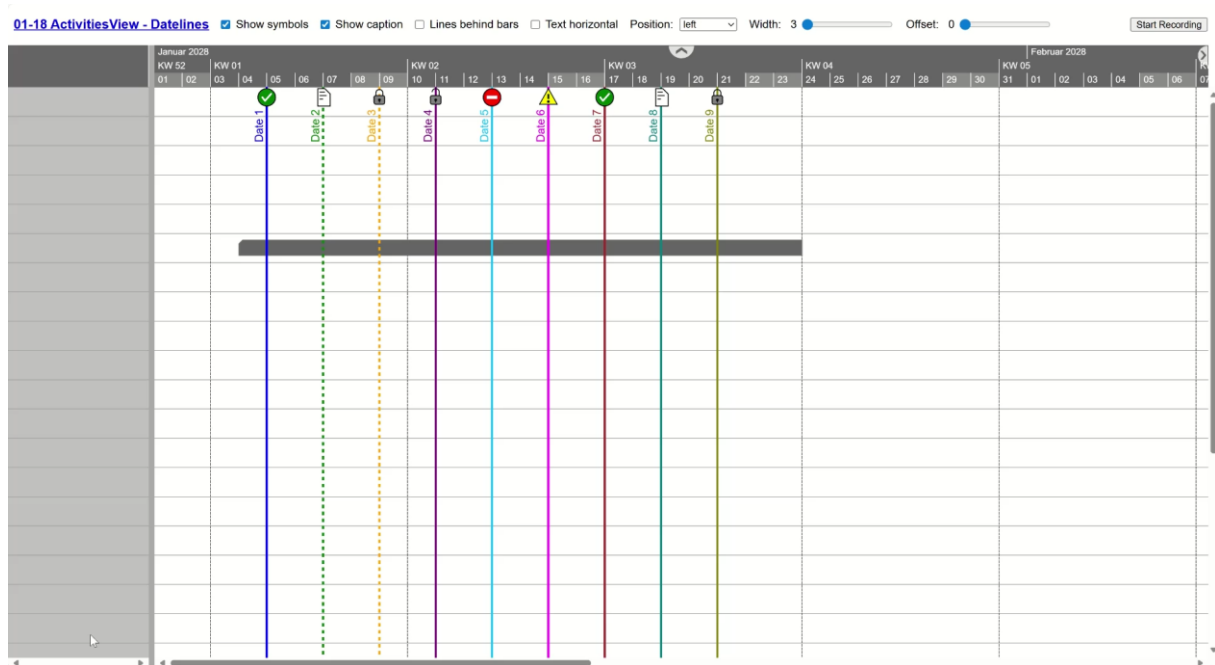 01-18 ActivitiesView - Datelines Show symbols Show caption Lines behind bars Text horizontal Position: left Width: 3 Offset: 0 Start Recording
Januar 2028 Februar 2028
KW 52 KW 01 KW 02 KW 03 KW 04 KW 05
01 02 03 04 05 06 07 08 09 10 11 12 13 14 15 16 17 18 19 20 21 22 23 24 25 26 27 28 29 30 31 01 02 03 04 05 06 07
Date 1
Date 2
Date 3
Date 4
Date 5
Date 6
Date 7
Date 8
Date 9